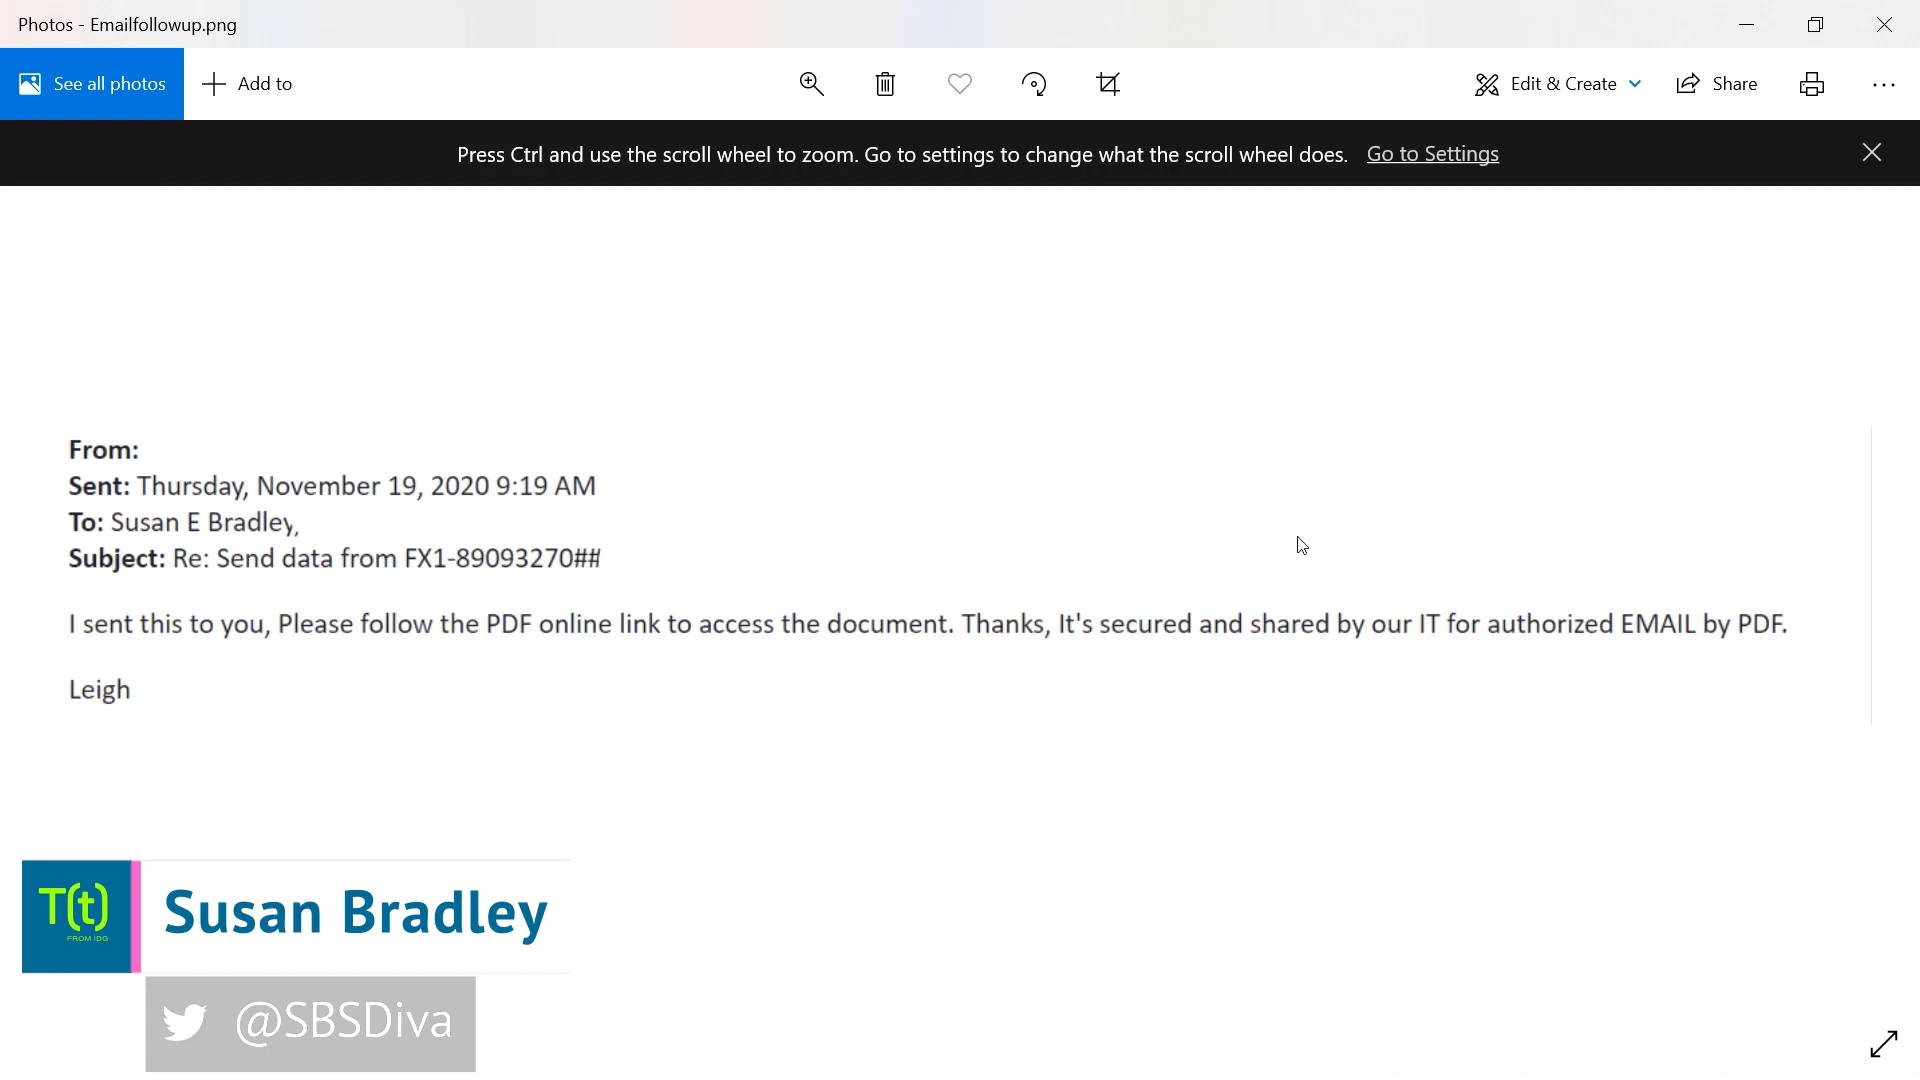 Photos - Emailfollowup.png
See all photos
Add to
Edit & Create
Share
Press Ctrl and use the scroll wheel to zoom. Go to settings to change what the scroll wheel does. Go to Settings
From:
Sent: Thursday, November 19, 2020 9:19 AM
To: Susan E Bradley,
Subject: Re: Send data from FX1-89093270##
I sent this to you, Please follow the PDF online link to access the document. Thanks, It's secured and shared by our IT for authorized EMAIL by PDF.
Leigh
T(t)
FROM IDG
Susan Bradley
@SBSDiva